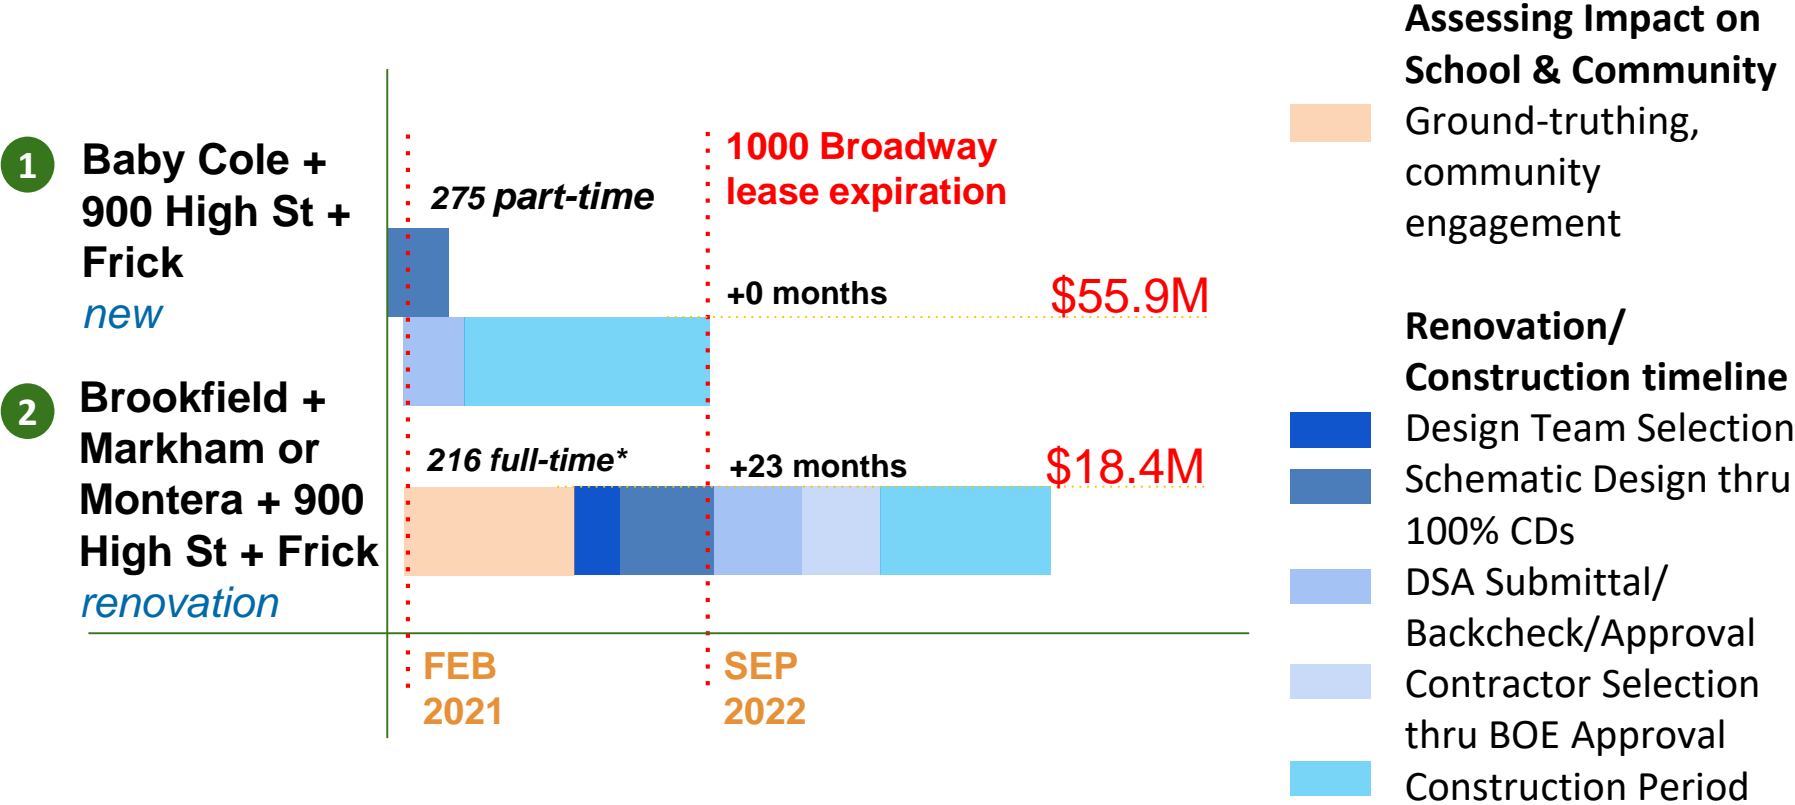 1
Baby Cole +
900 High St +
Frick
new
2
Brookfield +
Markham or
Montera + 900
High St + Frick
renovation
275 part-time
1000 Broadway
lease expiration
+0 months
$55.9M
216 full-time*
+23 months
$18.4M
FEB
2021
SEP
2022
Assessing Impact on
School & Community
Ground-truthing,
community
engagement
Renovation/
Construction timeline
Design Team Selection
Schematic Design thru
100% CDs
DSA Submittal/
Backcheck/Approval
Contractor Selection
thru BOE Approval
Construction Period